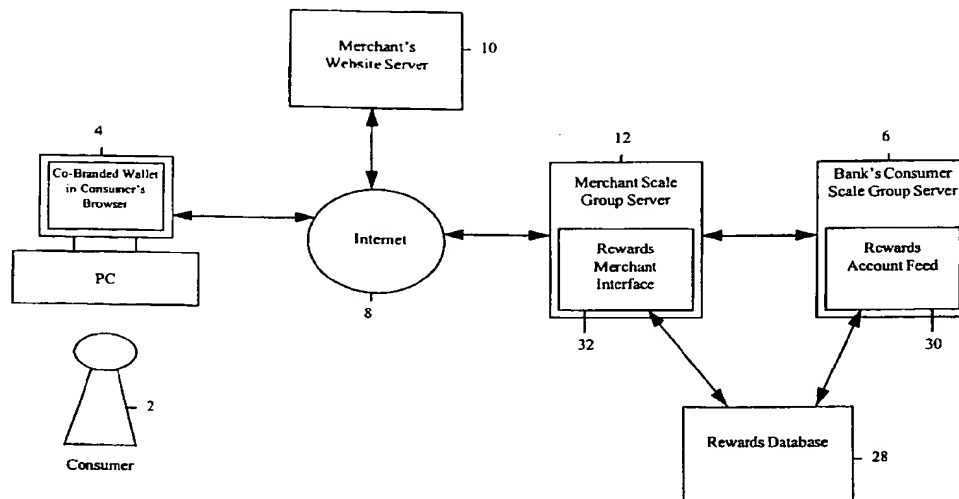 Merchant's
Website Server
10
4
Co-Branded Wallet
in Consumer's
Browser
PC
Internet
8
12
Merchant Scale
Group Server
Rewards
Merchant
Interface
32
6
Bank's Consumer
Scale Group Server
Rewards
Account Feed
30
2
Consumer
Rewards Database
28